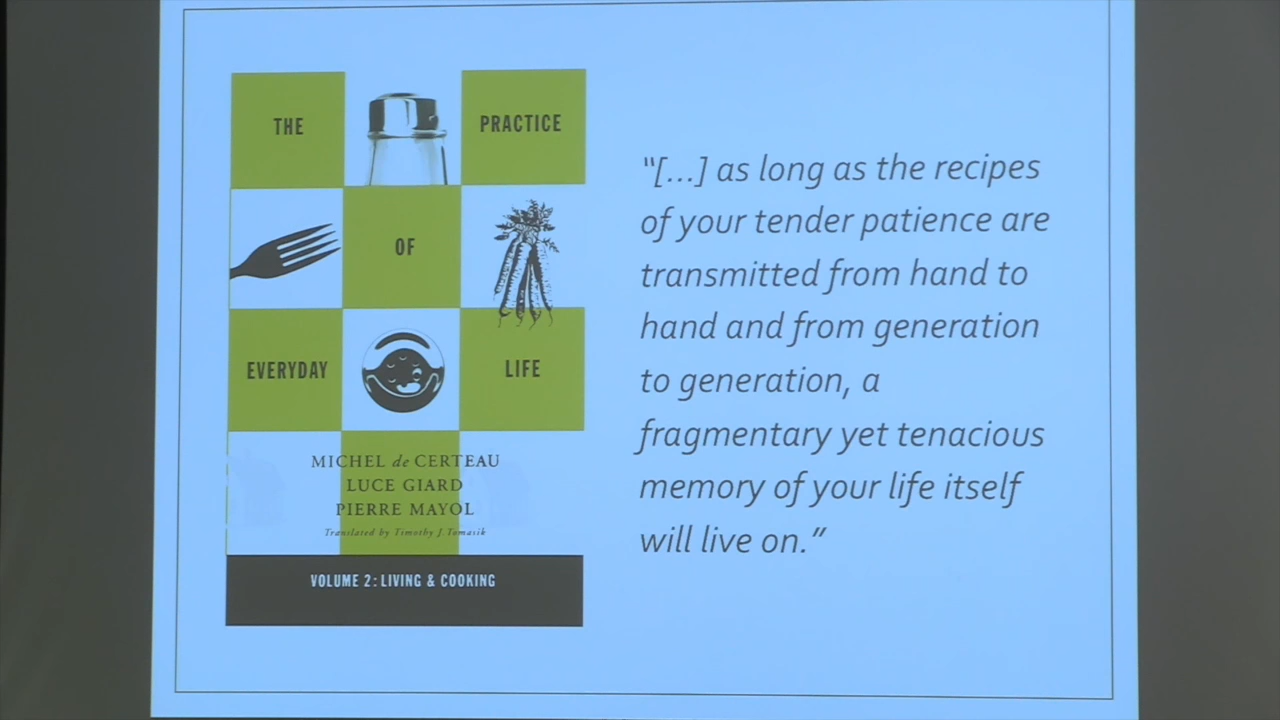 THE
PRACTICE
OF
EVERYDAY
LIFE
MICHEL de CERTEAU
LUCE GIARD
PIERRE MAYOL
Translated by Timothy J. Tomasik
VOLUME 2: LIVING & COOKING
“[...] as long as the recipes
of your tender patience are
transmitted from hand to
hand and from generation
to generation, a
fragmentary yet tenacious
memory of your life itself
will live on.”